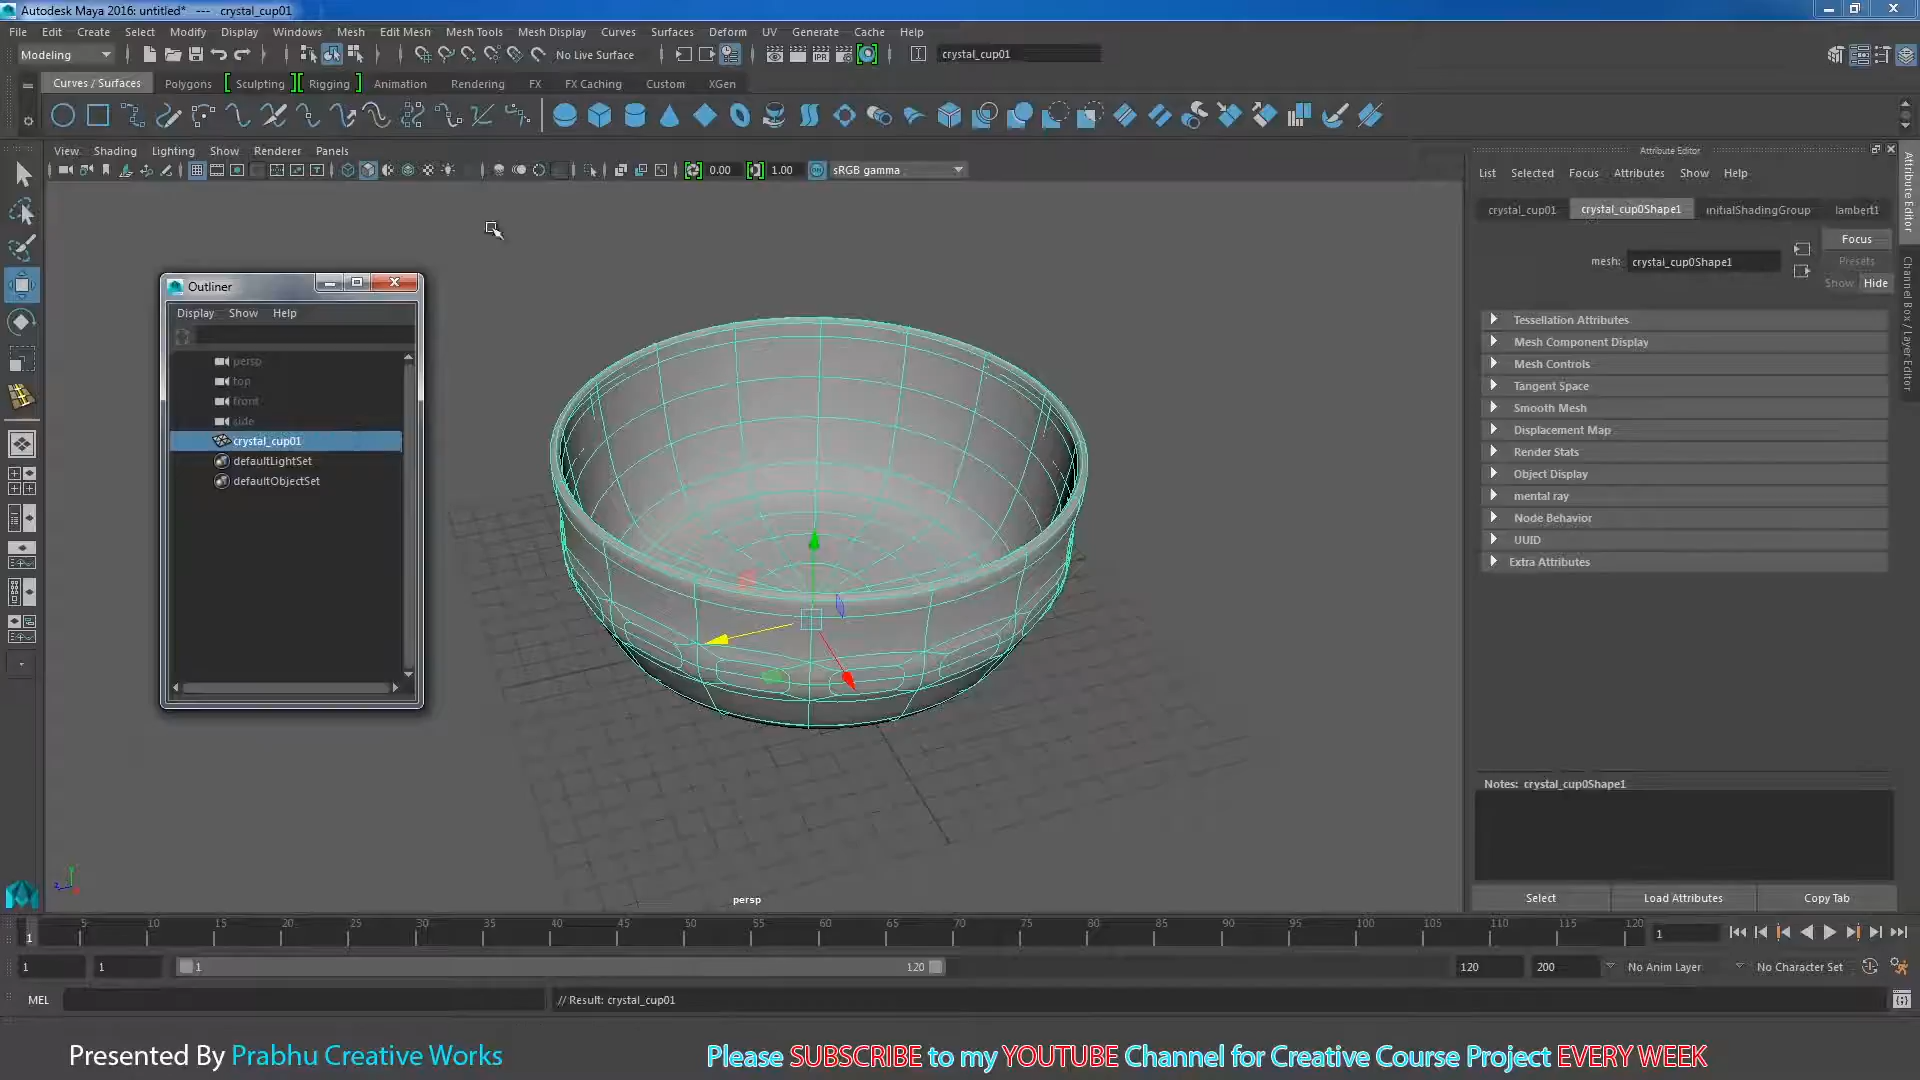 Autodesk Maya 2016: untitled* --- crystal_cup01
File Edit Create Select Modify Display Windows Mesh Edit Mesh Mesh Tools Mesh Display Curves Surfaces Deform UV Generate Cache Help
Modeling No Live Surface crystal_cup01
Curves / Surfaces Polygons Sculpting Rigging Animation Rendering FX FX Caching Custom XGen
View Shading Lighting Show Renderer Panels
0.00 1.00 sRGB gamma
Attribute Editor
List Selected Focus Attributes Show Help
crystal_cup01 crystal_cup0Shape1 initialShadingGroup lambert1
mesh: crystal_cup0Shape1
Focus
Presets
Show Hide
Tessellation Attributes
Mesh Component Display
Mesh Controls
Tangent Space
Smooth Mesh
Displacement Map
Render Stats
Object Display
mental ray
Node Behavior
UUID
Extra Attributes
Notes: crystal_cup0Shape1
Select Load Attributes Copy Tab
Attribute Editor
Channel Box / Layer Editor
Outliner
Display Show Help
persp
top
front
side
crystal_cup01
defaultLightSet
defaultObjectSet
persp
1 5 10 15 20 25 30 35 40 45 50 55 60 65 70 75 80 85 90 95 100 105 110 115 120 1
1 1 1 120 120 200 No Anim Layer No Character Set
MEL // Result: crystal_cup01
Presented By Prabhu Creative Works
Please SUBSCRIBE to my YOUTUBE Channel for Creative Course Project EVERY WEEK